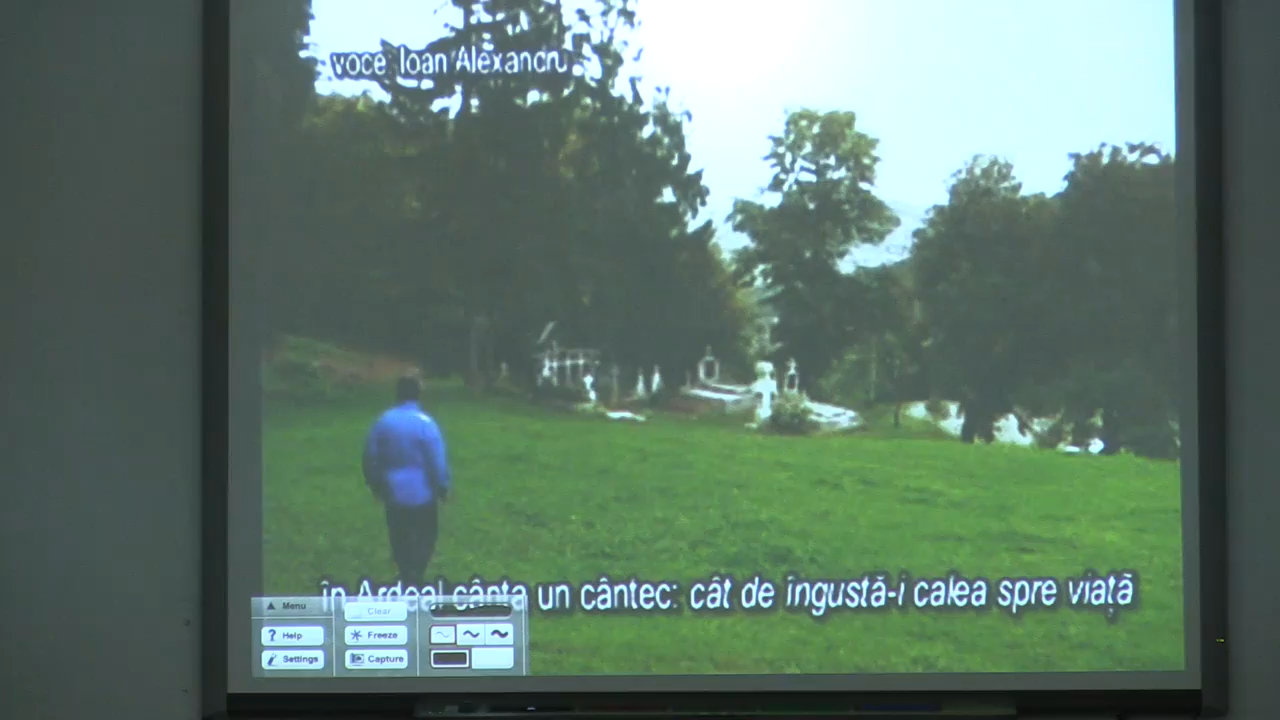 voce Ioan Alexandru
în Ardeal cânta un cântec: cât de îngustă-i calea spre viaţă
Menu
Clear
Help
Freeze
Settings
Capture